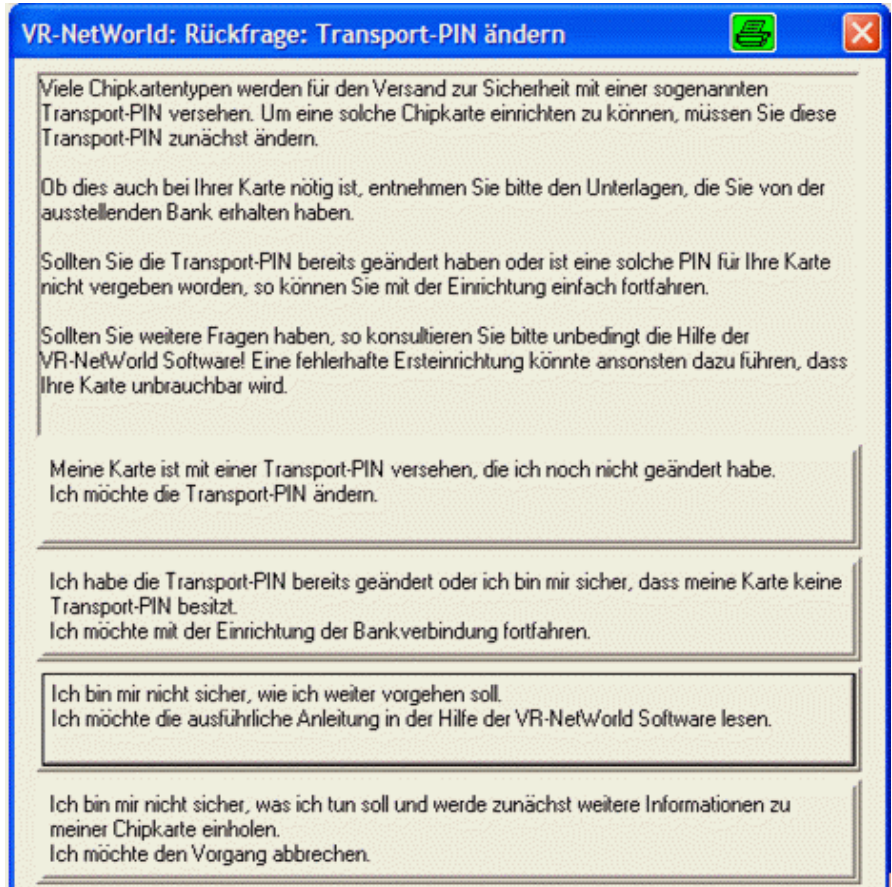 VR-NetWorld: Rückfrage: Transport-PIN ändern
Viele Chipkartentypen werden für den Versand zur Sicherheit mit einer sogenannten
Transport-PIN versehen. Um eine solche Chipkarte einrichten zu können, müssen Sie diese
Transport-PIN zunächst ändern.
Ob dies auch bei Ihrer Karte nötig ist, entnehmen Sie bitte den Unterlagen, die Sie von der
ausstellenden Bank erhalten haben.
Sollten Sie die Transport-PIN bereits geändert haben oder ist eine solche PIN für Ihre Karte
nicht vergeben worden, so können Sie mit der Einrichtung einfach fortfahren.
Sollten Sie weitere Fragen haben, so konsultieren Sie bitte unbedingt die Hilfe der
VR-NetWorld Software! Eine fehlerhafte Ersteinrichtung könnte ansonsten dazu führen, dass
Ihre Karte unbrauchbar wird.
Meine Karte ist mit einer Transport-PIN versehen, die ich noch nicht geändert habe.
Ich möchte die Transport-PIN ändern.
Ich habe die Transport-PIN bereits geändert oder ich bin mir sicher, dass meine Karte keine
Transport-PIN besitzt.
Ich möchte mit der Einrichtung der Bankverbindung fortfahren.
Ich bin mir nicht sicher, wie ich weiter vorgehen soll.
Ich möchte die ausführliche Anleitung in der Hilfe der VR-NetWorld Software lesen.
Ich bin mir nicht sicher, was ich tun soll und werde zunächst weitere Informationen zu
meiner Chipkarte einholen.
Ich möchte den Vorgang abbrechen.